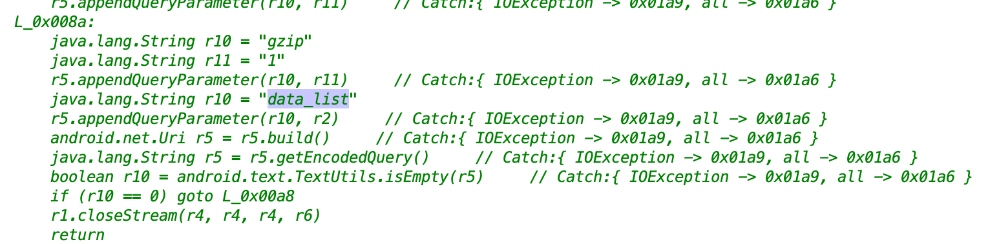 r5.appendQueryParameter(r10, r11)     // Catch:{ IOException -> 0x01a9, all -> 0x01a6 }
L_0x008a:
    java.lang.String r10 = "gzip"
    java.lang.String r11 = "1"
    r5.appendQueryParameter(r10, r11)     // Catch:{ IOException -> 0x01a9, all -> 0x01a6 }
    java.lang.String r10 = "data_list"
    r5.appendQueryParameter(r10, r2)     // Catch:{ IOException -> 0x01a9, all -> 0x01a6 }
    android.net.Uri r5 = r5.build()     // Catch:{ IOException -> 0x01a9, all -> 0x01a6 }
    java.lang.String r5 = r5.getEncodedQuery()     // Catch:{ IOException -> 0x01a9, all -> 0x01a6 }
    boolean r10 = android.text.TextUtils.isEmpty(r5)     // Catch:{ IOException -> 0x01a9, all -> 0x01a6 }
    if (r10 == 0) goto L_0x00a8
    r1.closeStream(r4, r4, r4, r6)
    return